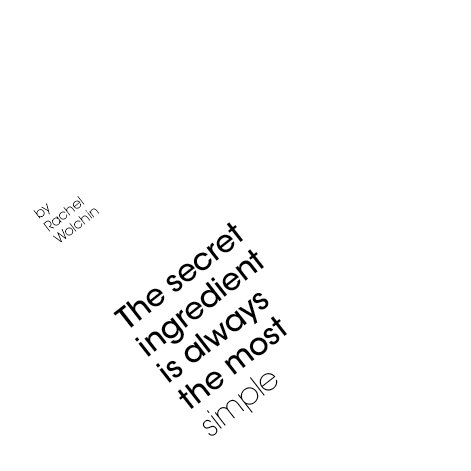 by
Rachel
Wolchin
The secret
ingredient
is always
the most
simple